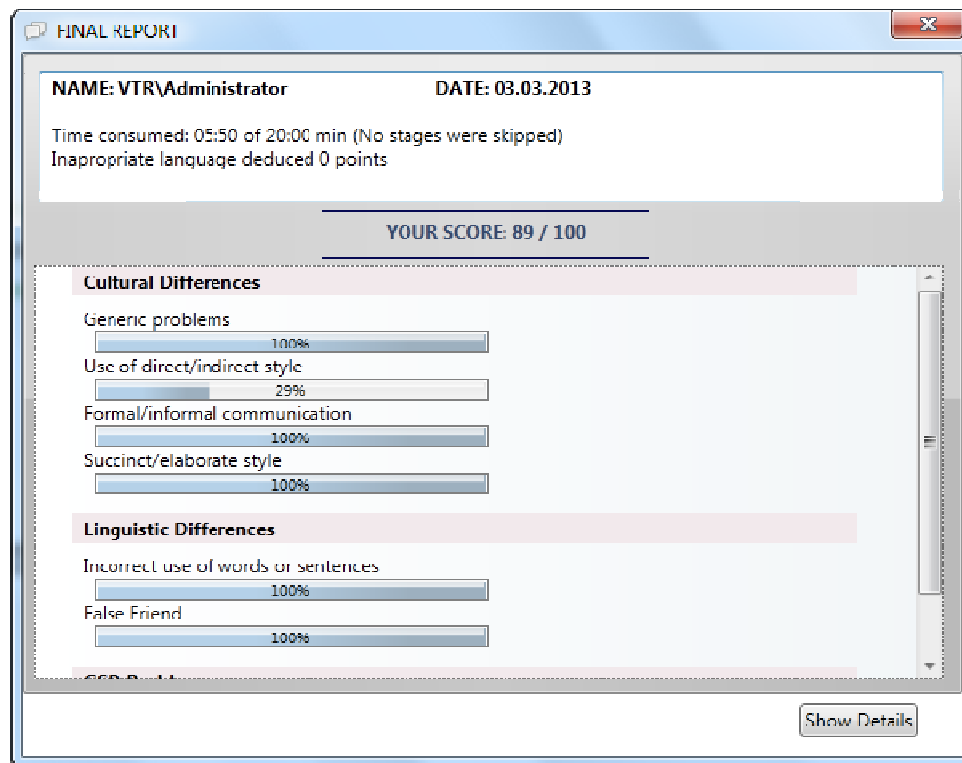 FINAL REPORT
NAME: VTR\Administrator DATE: 03.03.2013
Time consumed: 05:50 of 20:00 min (No stages were skipped)
Inapropriate language deduced 0 points
YOUR SCORE: 89 / 100
Cultural Differences
Generic problems
100%
Use of direct/indirect style
29%
Formal/informal communication
100%
Succinct/elaborate style
100%
Linguistic Differences
Incorrect use of words or sentences
100%
False Friend
100%
Show Details